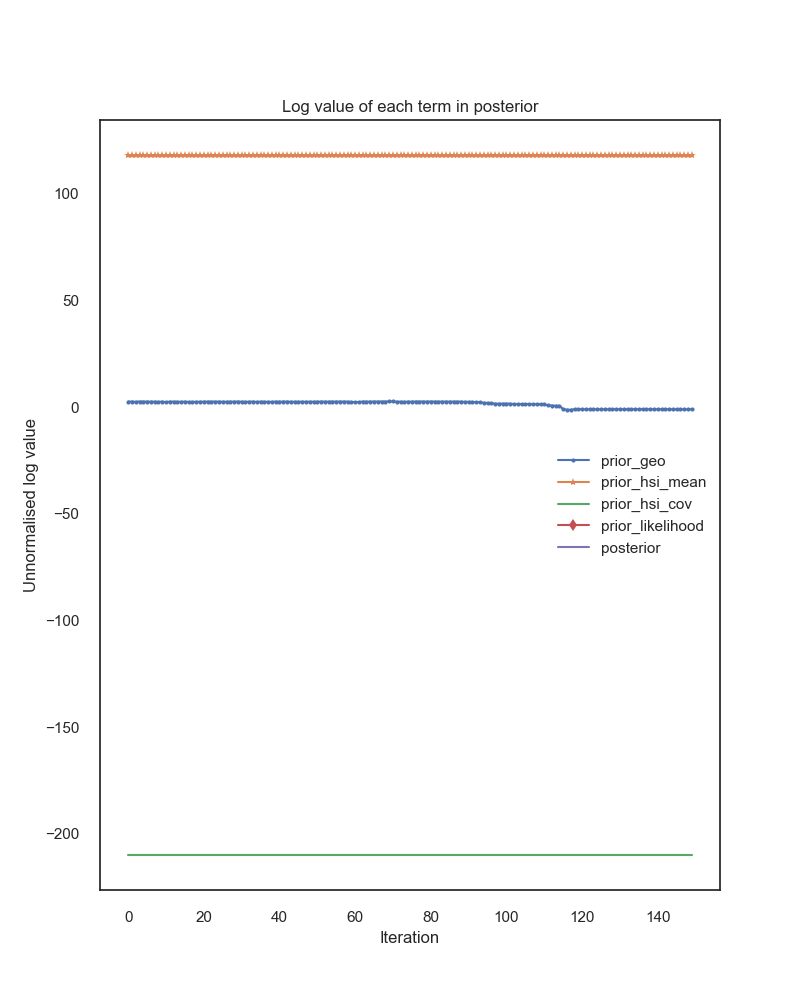 Log value of each term in posterior
Unnormalised log value
100
50
0
−50
−100
−150
−200
prior_geo
prior_hsi_mean
prior_hsi_cov
prior_likelihood
posterior
0 20 40 60 80 100 120 140
Iteration